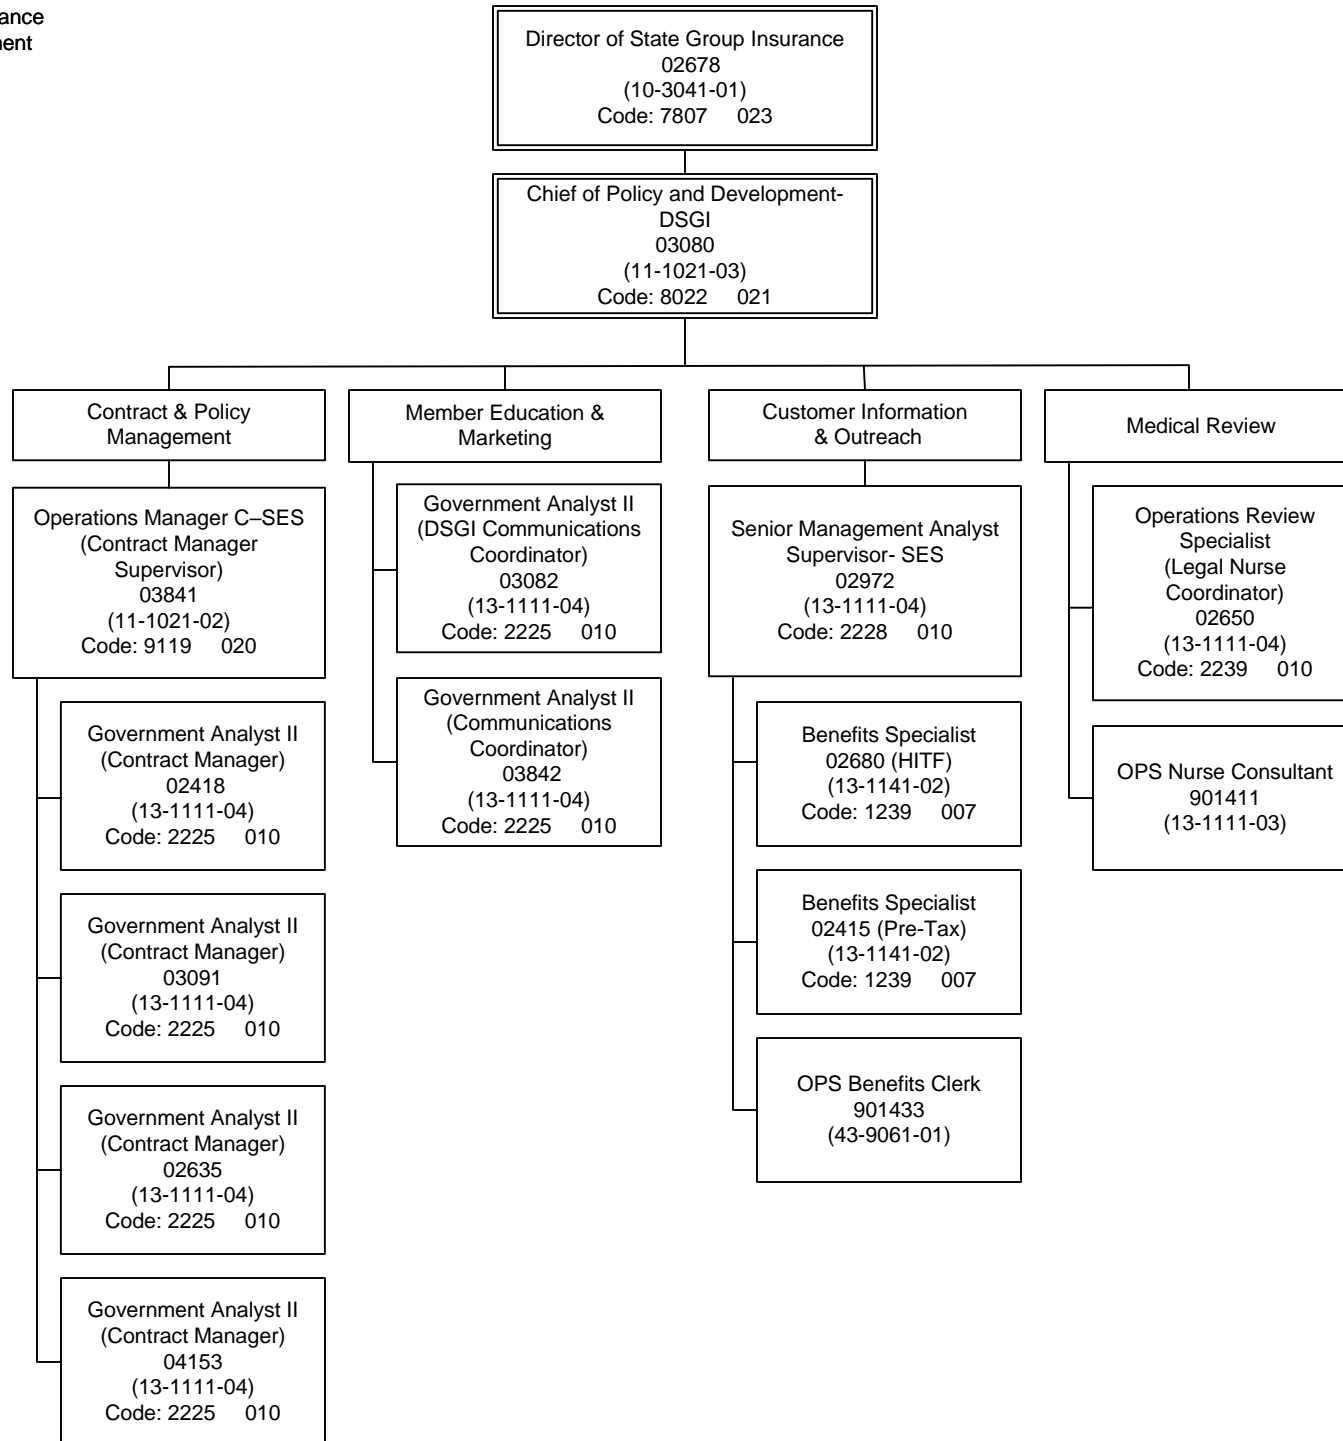 Director of State Group Insurance
02678
(10-3041-01)
Code: 7807 023
Chief of Policy and Development-
DSGI
03080
(11-1021-03)
Code: 8022 021
Contract & Policy
Management
Operations Manager C–SES
(Contract Manager
Supervisor)
03841
(11-1021-02)
Code: 9119 020
Government Analyst II
(Contract Manager)
02418
(13-1111-04)
Code: 2225 010
Government Analyst II
(Contract Manager)
03091
(13-1111-04)
Code: 2225 010
Government Analyst II
(Contract Manager)
02635
(13-1111-04)
Code: 2225 010
Government Analyst II
(Contract Manager)
04153
(13-1111-04)
Code: 2225 010
Member Education &
Marketing
Government Analyst II
(DSGI Communications
Coordinator)
03082
(13-1111-04)
Code: 2225 010
Government Analyst II
(Communications
Coordinator)
03842
(13-1111-04)
Code: 2225 010
Customer Information
& Outreach
Senior Management Analyst
Supervisor- SES
02972
(13-1111-04)
Code: 2228 010
Benefits Specialist
02680 (HITF)
(13-1141-02)
Code: 1239 007
Benefits Specialist
02415 (Pre-Tax)
(13-1141-02)
Code: 1239 007
OPS Benefits Clerk
901433
(43-9061-01)
Medical Review
Operations Review
Specialist
(Legal Nurse
Coordinator)
02650
(13-1111-04)
Code: 2239 010
OPS Nurse Consultant
901411
(13-1111-03)